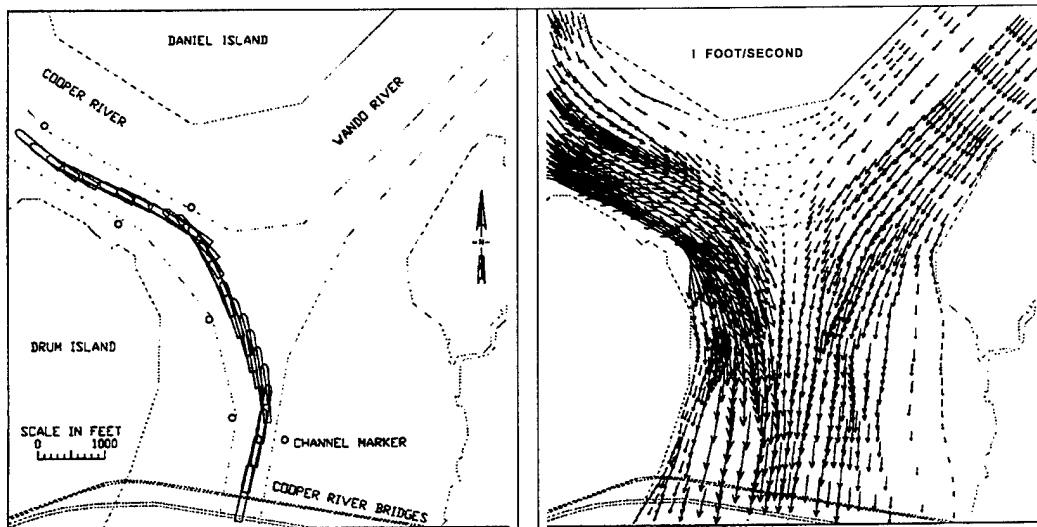 DANIEL ISLAND
COOPER RIVER
WANDO RIVER
N
DRUM ISLAND
SCALE IN FEET
0 1000
CHANNEL MARKER
COOPER RIVER BRIDGES
1 FOOT/SECOND